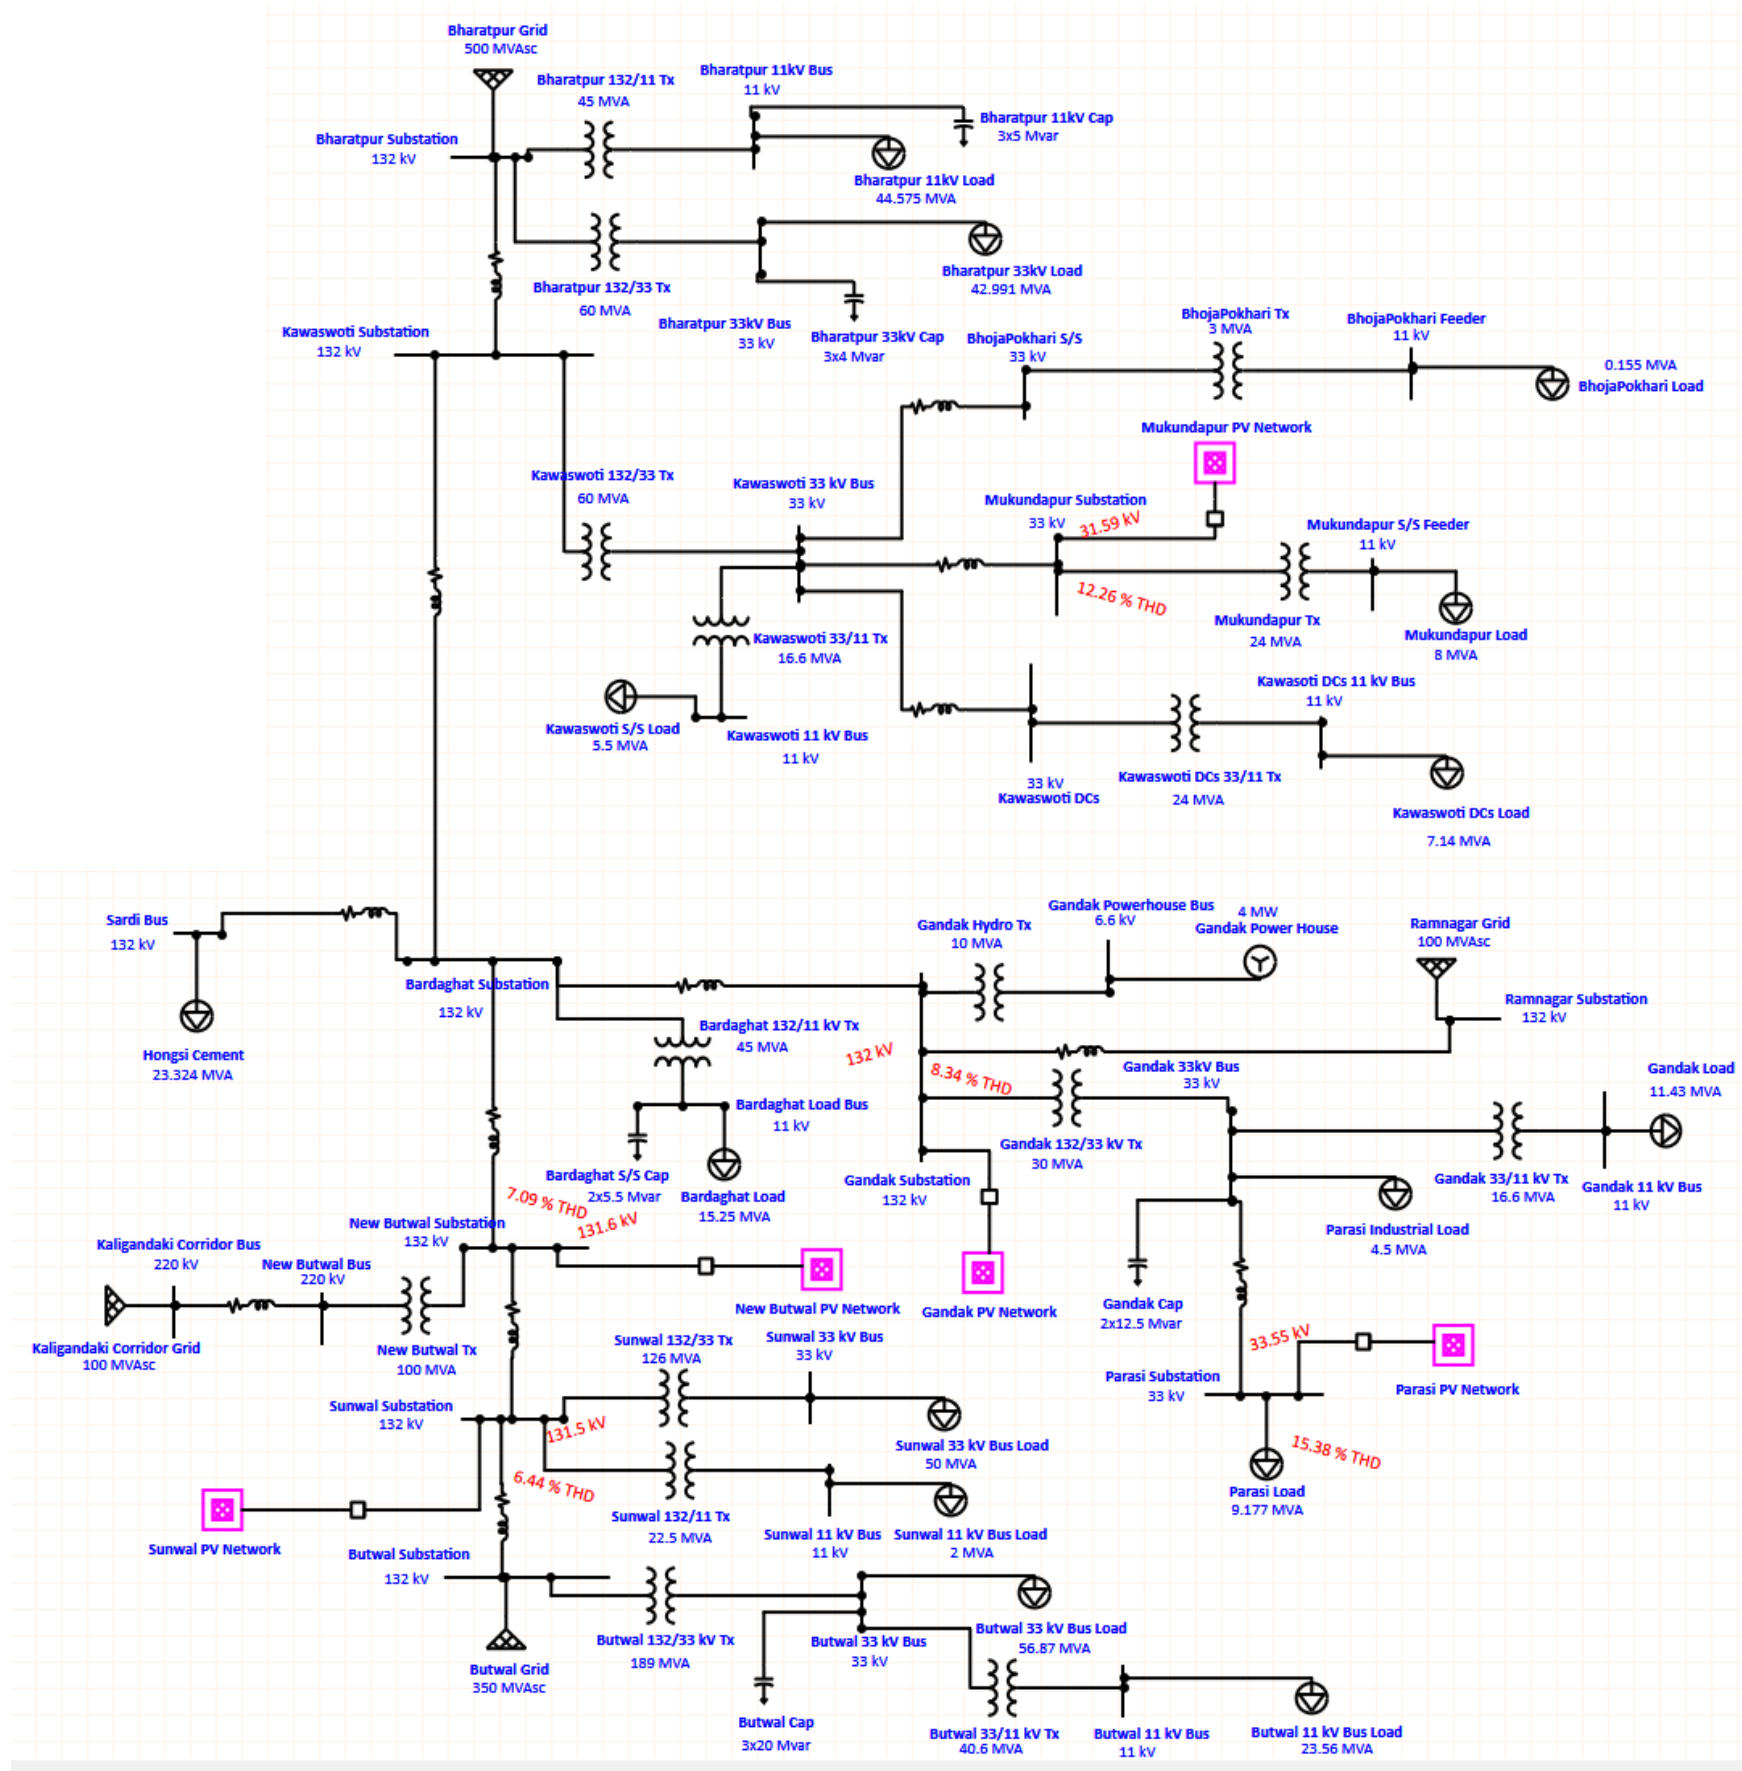 Bharatpur Grid
500 MVAsc
Bharatpur 132/11 Tx
45 MVA
Bharatpur 11kV Bus
11 kV
Bharatpur 11kV Cap
3x5 Mvar
Bharatpur Substation
132 kV
Bharatpur 11kV Load
44.575 MVA
Bharatpur 132/33 Tx
60 MVA
Bharatpur 33kV Load
42.991 MVA
Bharatpur 33kV Bus
33 kV
Bharatpur 33kV Cap
3x4 Mvar
Kawaswoti Substation
132 kV
BhojaPokhari S/S
33 kV
BhojaPokhari Tx
3 MVA
BhojaPokhari Feeder
11 kV
0.155 MVA
BhojaPokhari Load
Mukundapur PV Network
Kawaswoti 132/33 Tx
60 MVA
Kawaswoti 33 kV Bus
33 kV
Mukundapur Substation
33 kV
31.59 kV
Mukundapur S/S Feeder
11 kV
12.26 % THD
Mukundapur Tx
24 MVA
Mukundapur Load
8 MVA
Kawaswoti 33/11 Tx
16.6 MVA
Kawaswoti S/S Load
5.5 MVA
Kawaswoti 11 kV Bus
11 kV
Kawasoti DCs 11 kV Bus
11 kV
33 kV
Kawaswoti DCs
Kawaswoti DCs 33/11 Tx
24 MVA
Kawaswoti DCs Load
7.14 MVA
Sardi Bus
132 kV
Hongsi Cement
23.324 MVA
Bardaghat Substation
132 kV
Gandak Hydro Tx
10 MVA
Gandak Powerhouse Bus
6.6 kV
4 MW
Gandak Power House
Ramnagar Grid
100 MVAsc
Ramnagar Substation
132 kV
Bardaghat 132/11 kV Tx
45 MVA
132 kV
8.34 % THD
Gandak 33kV Bus
33 kV
Gandak Load
11.43 MVA
Bardaghat Load Bus
11 kV
Gandak 132/33 kV Tx
30 MVA
Bardaghat S/S Cap
2x5.5 Mvar
Bardaghat Load
15.25 MVA
Gandak Substation
132 kV
Gandak 33/11 kV Tx
16.6 MVA
Gandak 11 kV Bus
11 kV
Parasi Industrial Load
4.5 MVA
7.09 % THD
131.6 kV
New Butwal Substation
132 kV
Kaligandaki Corridor Bus
220 kV
New Butwal Bus
220 kV
New Butwal PV Network
Gandak PV Network
Gandak Cap
2x12.5 Mvar
Kaligandaki Corridor Grid
100 MVAsc
New Butwal Tx
100 MVA
Sunwal 132/33 Tx
126 MVA
Sunwal 33 kV Bus
33 kV
33.55 kV
Parasi Substation
33 kV
Parasi PV Network
Sunwal Substation
132 kV
131.5 kV
Sunwal 33 kV Bus Load
50 MVA
15.38 % THD
Parasi Load
9.177 MVA
6.44 % THD
Sunwal 132/11 Tx
22.5 MVA
Sunwal 11 kV Bus
11 kV
Sunwal 11 kV Bus Load
2 MVA
Sunwal PV Network
Butwal Substation
132 kV
Butwal Grid
350 MVAsc
Butwal 132/33 kV Tx
189 MVA
Butwal 33 kV Bus
33 kV
Butwal 33 kV Bus Load
56.87 MVA
Butwal Cap
3x20 Mvar
Butwal 33/11 kV Tx
40.6 MVA
Butwal 11 kV Bus
11 kV
Butwal 11 kV Bus Load
23.56 MVA